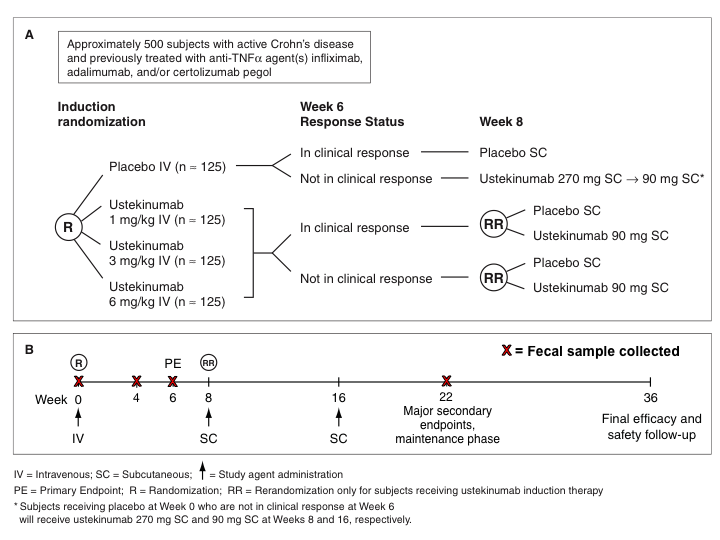 A
Approximately 500 subjects with active Crohn's disease
and previously treated with anti-TNFα agent(s) infliximab,
adalimumab, and/or certolizumab pegol
Induction
randomization
Week 6
Response Status
Week 8
Placebo IV (n = 125)
In clinical response
Placebo SC
Not in clinical response
Ustekinumab 270 mg SC → 90 mg SC*
R
Ustekinumab
1 mg/kg IV (n = 125)
Ustekinumab
3 mg/kg IV (n = 125)
Ustekinumab
6 mg/kg IV (n = 125)
In clinical response
RR
Placebo SC
Ustekinumab 90 mg SC
Not in clinical response
RR
Placebo SC
Ustekinumab 90 mg SC
B
X = Fecal sample collected
R PE RR
X X X X
Week 0 4 6 8 16 22 36
Major secondary
endpoints,
maintenance phase
Final efficacy and
safety follow-up
IV SC SC
IV = Intravenous; SC = Subcutaneous; ↑ = Study agent administration
PE = Primary Endpoint; R = Randomization; RR = Rerandomization only for subjects receiving ustekinumab induction therapy
* Subjects receiving placebo at Week 0 who are not in clinical response at Week 6
will receive ustekinumab 270 mg SC and 90 mg SC at Weeks 8 and 16, respectively.